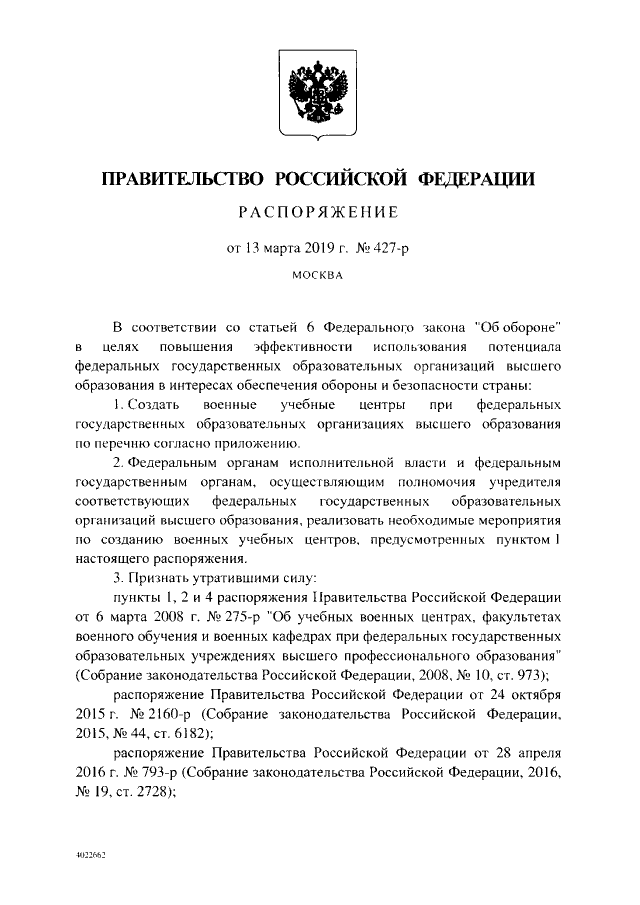 ПРАВИТЕЛЬСТВО РОССИЙСКОЙ ФЕДЕРАЦИИ
РАСПОРЯЖЕНИЕ
от 13 марта 2019 г. № 427-р
МОСКВА
В соответствии со статьей 6 Федерального закона "Об обороне"
в целях повышения эффективности использования потенциала
федеральных государственных образовательных организаций высшего
образования в интересах обеспечения обороны и безопасности страны:
1. Создать военные учебные центры при федеральных
государственных образовательных организациях высшего образования
по перечню согласно приложению.
2. Федеральным органам исполнительной власти и федеральным
государственным органам, осуществляющим полномочия учредителя
соответствующих федеральных государственных образовательных
организаций высшего образования, реализовать необходимые мероприятия
по созданию военных учебных центров, предусмотренных пунктом 1
настоящего распоряжения.
3. Признать утратившими силу:
пункты 1, 2 и 4 распоряжения Правительства Российской Федерации
от 6 марта 2008 г. № 275-р "Об учебных военных центрах, факультетах
военного обучения и военных кафедрах при федеральных государственных
образовательных учреждениях высшего профессионального образования"
(Собрание законодательства Российской Федерации, 2008, № 10, ст. 973);
распоряжение Правительства Российской Федерации от 24 октября
2015 г. № 2160-р (Собрание законодательства Российской Федерации,
2015, № 44, ст. 6182);
распоряжение Правительства Российской Федерации от 28 апреля
2016 г. № 793-р (Собрание законодательства Российской Федерации, 2016,
№ 19, ст. 2728);
4022662